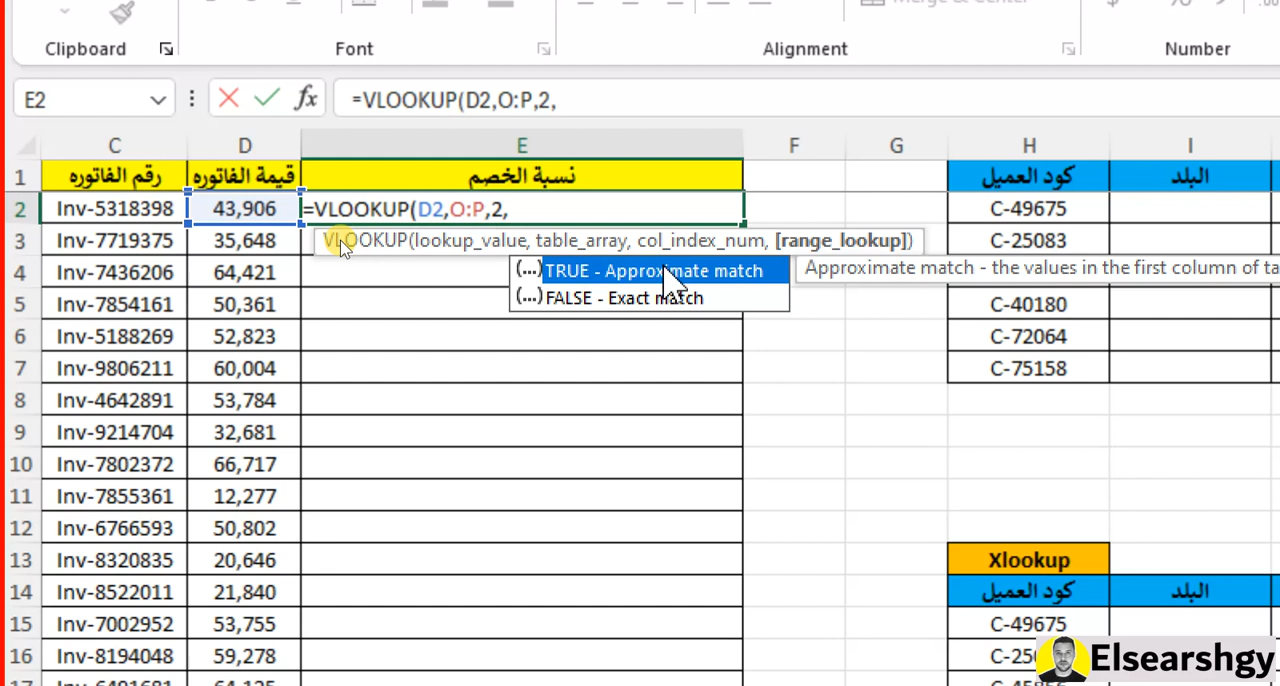 Clipboard Font Alignment Number
E2 fx =VLOOKUP(D2,O:P,2,
C D E F G H I
1 رقم الفاتوره قيمة الفاتوره نسبة الخصم كود العميل البلد
2 Inv-5318398 43,906 =VLOOKUP(D2,O:P,2, C-49675
VLOOKUP(lookup_value, table_array, col_index_num, [range_lookup])
3 Inv-7719375 35,648 C-25083
(...) TRUE - Approximate match Approximate match - the values in the first column of ta
4 Inv-7436206 64,421
(...) FALSE - Exact match
5 Inv-7854161 50,361 C-40180
6 Inv-5188269 52,823 C-72064
7 Inv-9806211 60,004 C-75158
8 Inv-4642891 53,784
9 Inv-9214704 32,681
10 Inv-7802372 66,717
11 Inv-7855361 12,277
12 Inv-6766593 50,802
13 Inv-8320835 20,646 Xlookup
14 Inv-8522011 21,840 كود العميل البلد
15 Inv-7002952 53,755 C-49675
16 Inv-8194048 59,278
Elsearshgy